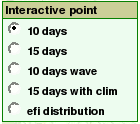 Interactive point
10 days
15 days
10 days wave
15 days with clim
efi distribution